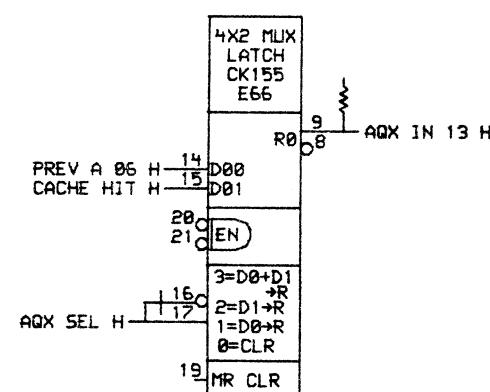 4X2 MUX
LATCH
CK155
E66
9
R0
8
AQX IN 13 H
PREV A 06 H
14
D00
CACHE HIT H
15
D01
20
21
EN
3=D0+D1
→R
16
2=D1→R
AQX SEL H
17
1=D0→R
0=CLR
19
MR CLR